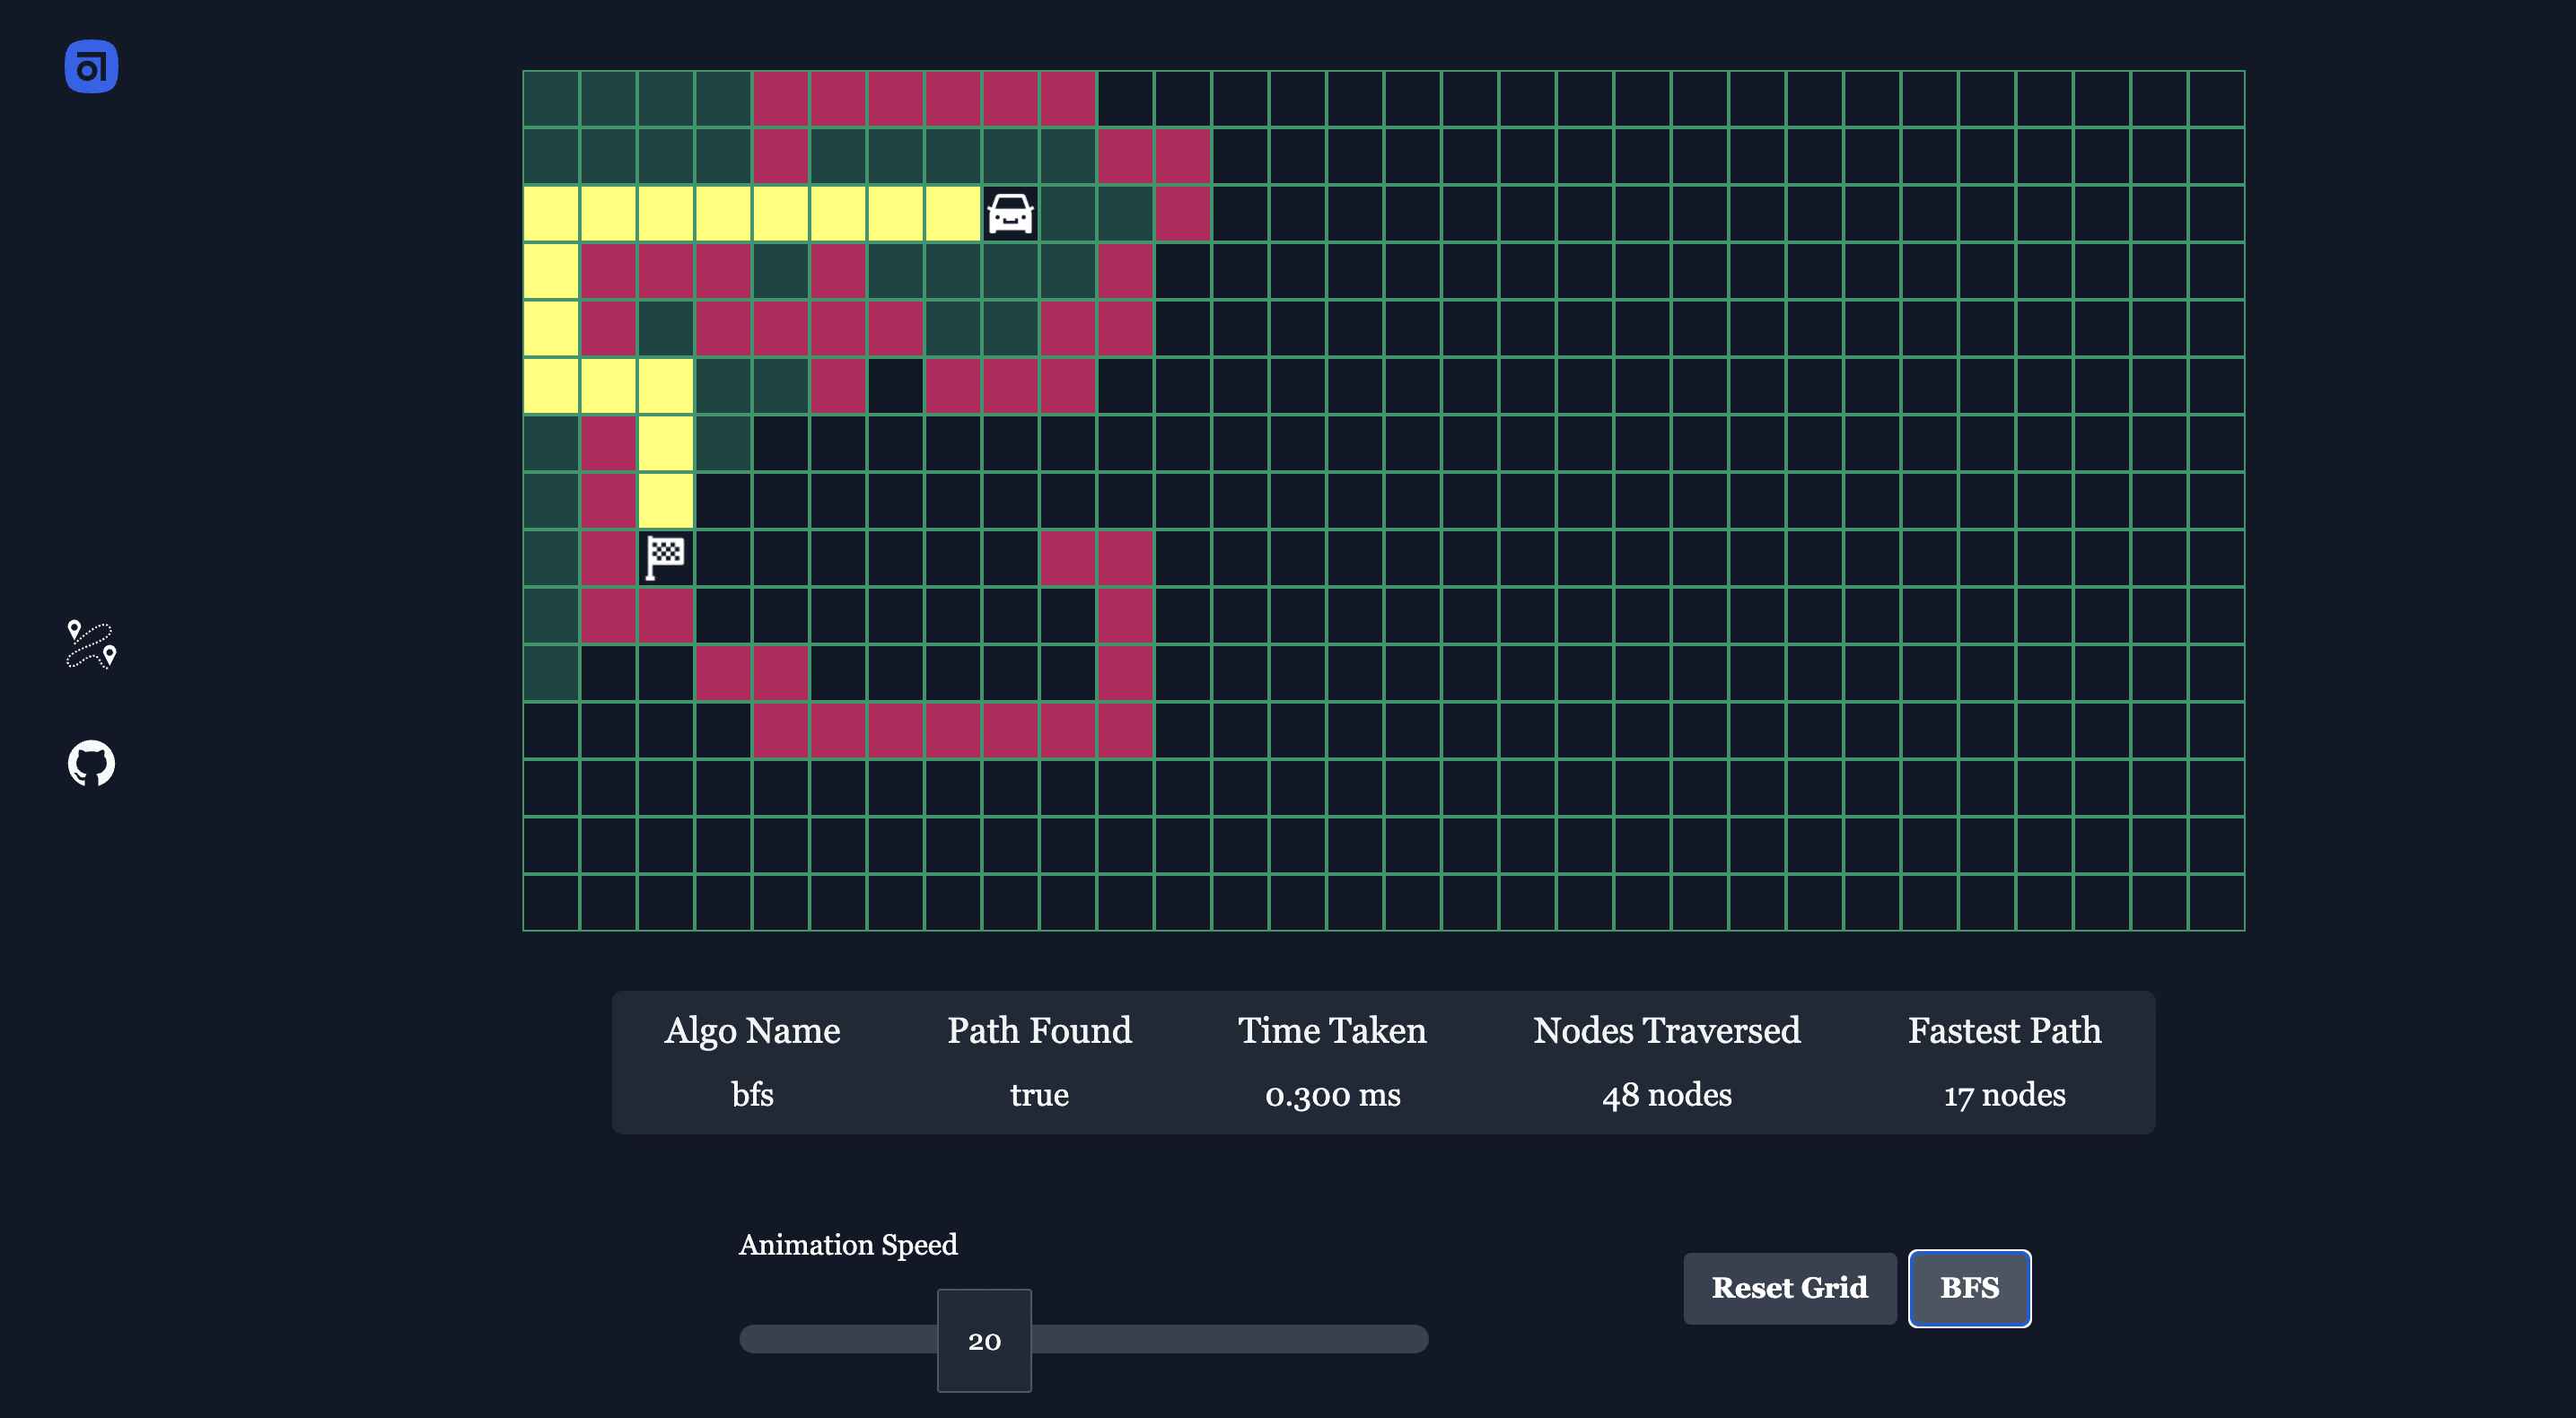 Algo Name Path Found Time Taken Nodes Traversed Fastest Path
bfs true 0.300 ms 48 nodes 17 nodes
Animation Speed
20
Reset Grid BFS